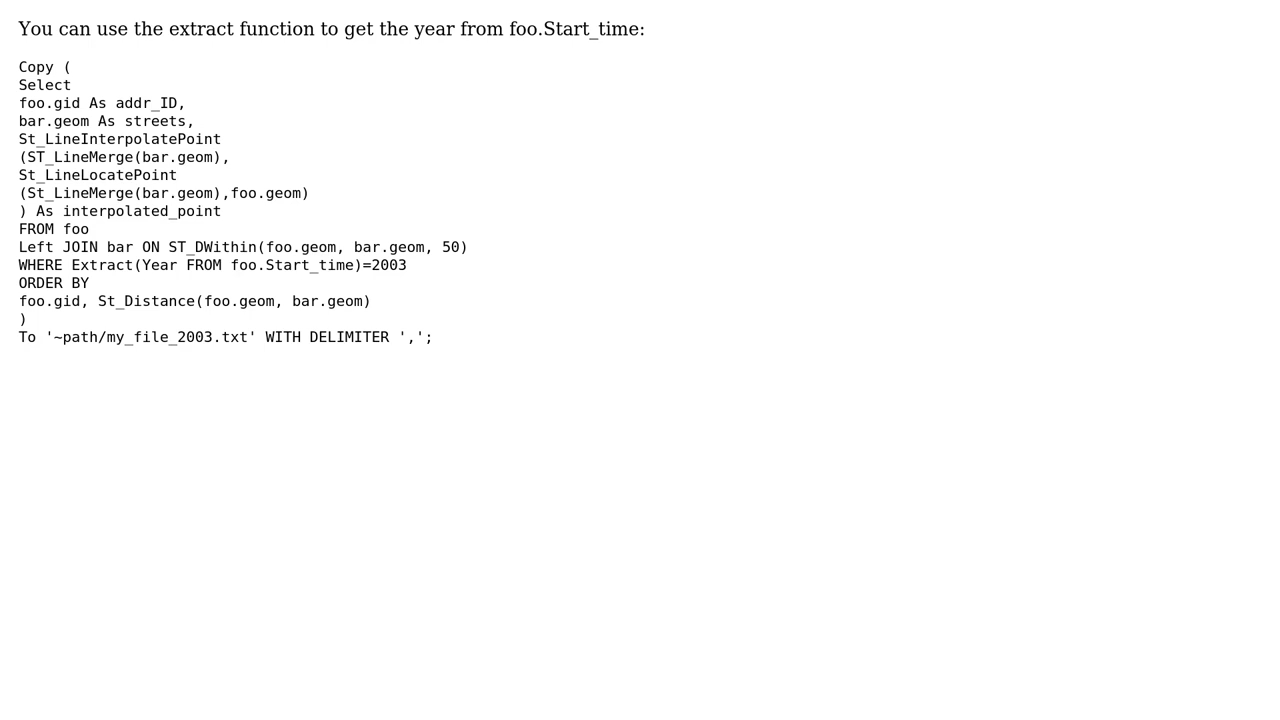 You can use the extract function to get the year from foo.Start_time:
Copy (
Select
foo.gid As addr_ID,
bar.geom As streets,
St_LineInterpolatePoint
(ST_LineMerge(bar.geom),
St_LineLocatePoint
(St_LineMerge(bar.geom),foo.geom)
) As interpolated_point
FROM foo
Left JOIN bar ON ST_DWithin(foo.geom, bar.geom, 50)
WHERE Extract(Year FROM foo.Start_time)=2003
ORDER BY
foo.gid, St_Distance(foo.geom, bar.geom)
)
To '~path/my_file_2003.txt' WITH DELIMITER ',';